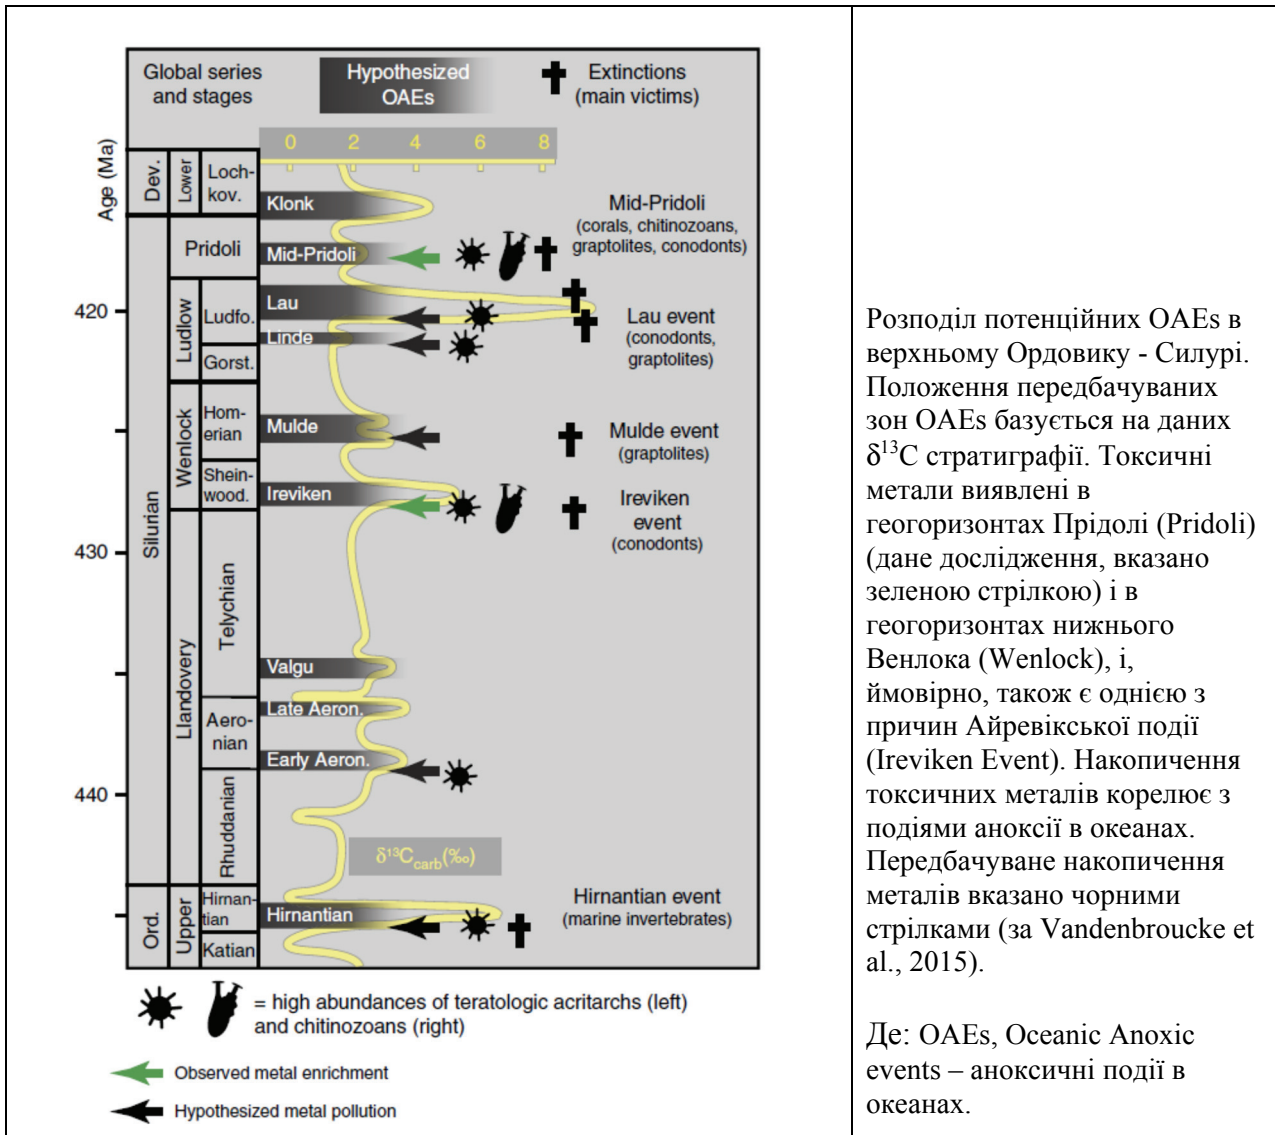 Global series
and stages
Hypothesized
OAEs
Extinctions
(main victims)
Age (Ma)
0 2 4 6 8
Dev.
Lower
Loch-
kov.
Klonk
Mid-Pridoli
(corals, chitinozoans,
graptolites, conodonts)
Pridoli
Mid-Pridoli
420
Silurian
Ludlow
Ludfo.
Lau
Lau event
(conodonts,
graptolites)
Linde
Gorst.
Wenlock
Hom-
erian
Mulde
Mulde event
(graptolites)
Shein-
wood.
Ireviken
Ireviken
event
(conodonts)
430
Llandovery
Telychian
Valgu
Aero-
nian
Late Aeron.
Early Aeron.
440
Rhuddanian
δ¹³Ccarb(‰)
Ord.
Upper
Hirnan-
tian
Hirnantian
Hirnantian event
(marine invertebrates)
Katian
= high abundances of teratologic acritarchs (left)
and chitinozoans (right)
Observed metal enrichment
Hypothesized metal pollution
Розподіл потенційних OAEs в
верхньому Ордовику - Силурі.
Положення передбачуваних
зон OAEs базується на даних
δ¹³C стратиграфії. Токсичні
метали виявлені в
геогоризонтах Прідолі (Pridoli)
(дане дослідження, вказано
зеленою стрілкою) і в
геогоризонтах нижнього
Венлока (Wenlock), і,
ймовірно, також є однією з
причин Айревікської події
(Ireviken Event). Накопичення
токсичних металів корелює з
подіями аноксії в океанах.
Передбачуване накопичення
металів вказано чорними
стрілками (за Vandenbroucke et
al., 2015).
Де: OAEs, Oceanic Anoxic
events – аноксичні події в
океанах.